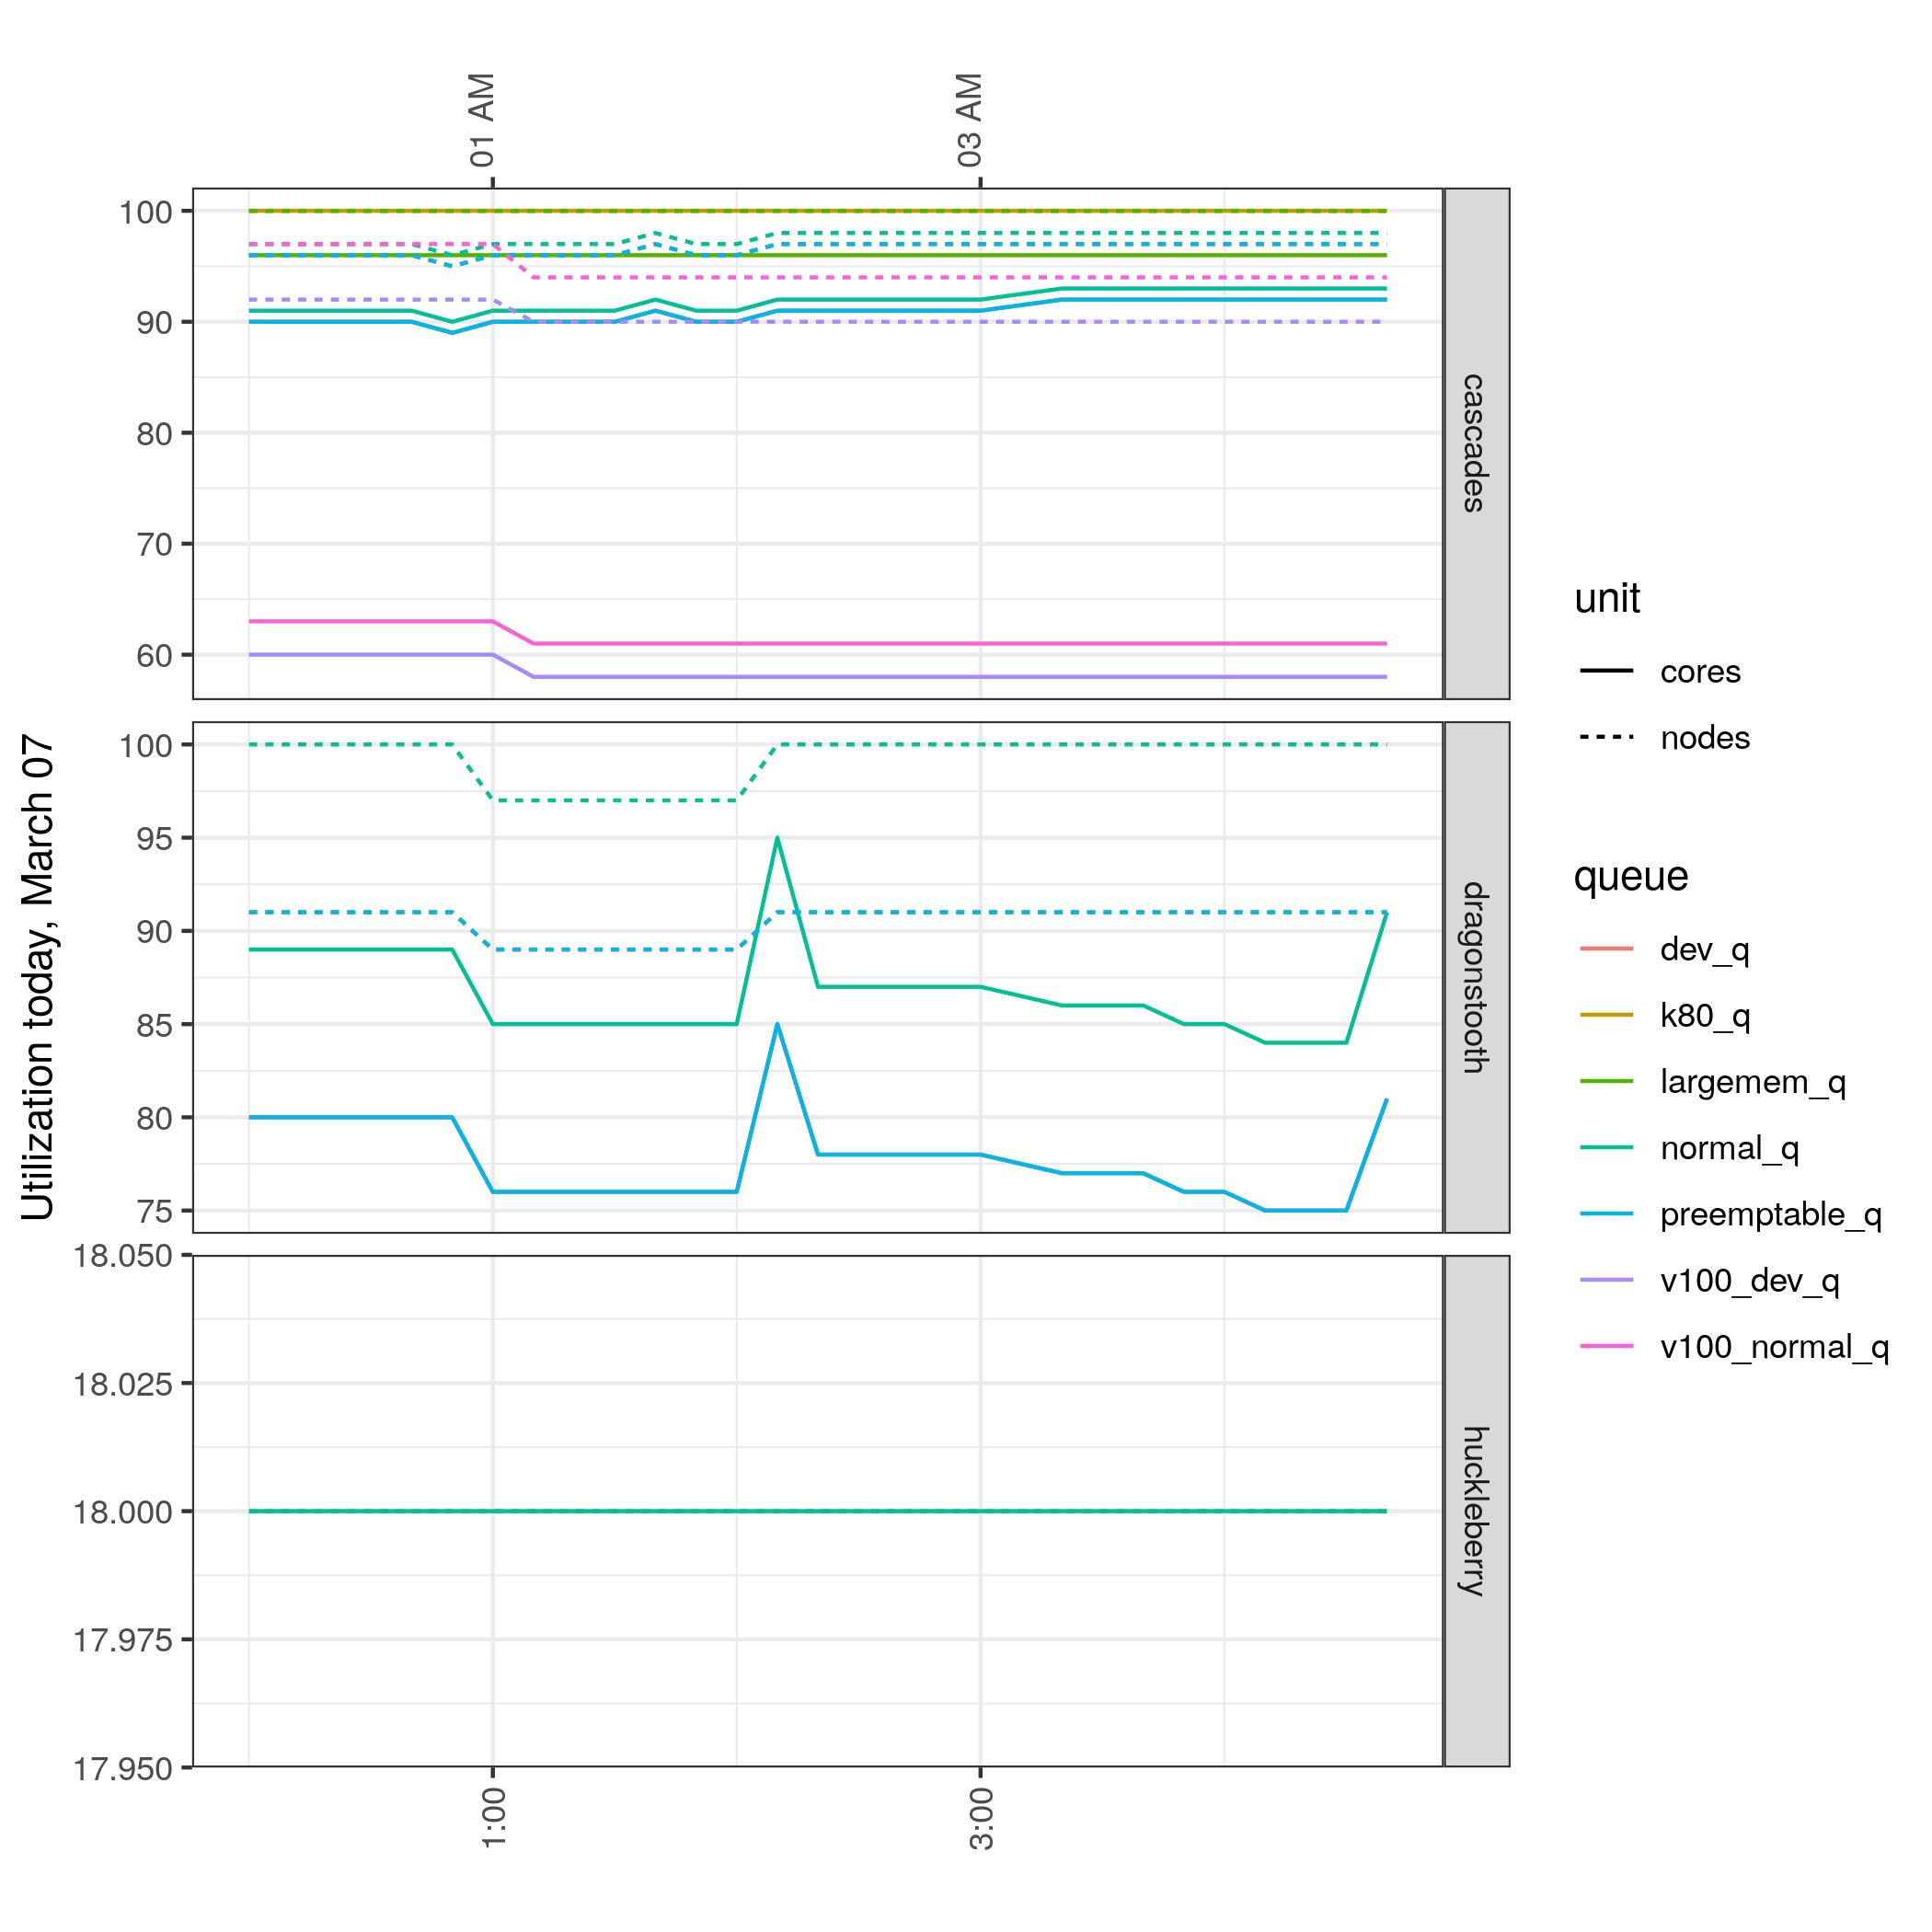 01 AM
03 AM
100
90
80
70
60
cascades
Utilization today, March 07
100
95
90
85
80
75
dragonstooth
18.050
18.025
18.000
17.975
17.950
huckleberry
1:00
3:00
unit
cores
nodes
queue
dev_q
k80_q
largemem_q
normal_q
preemptable_q
v100_dev_q
v100_normal_q